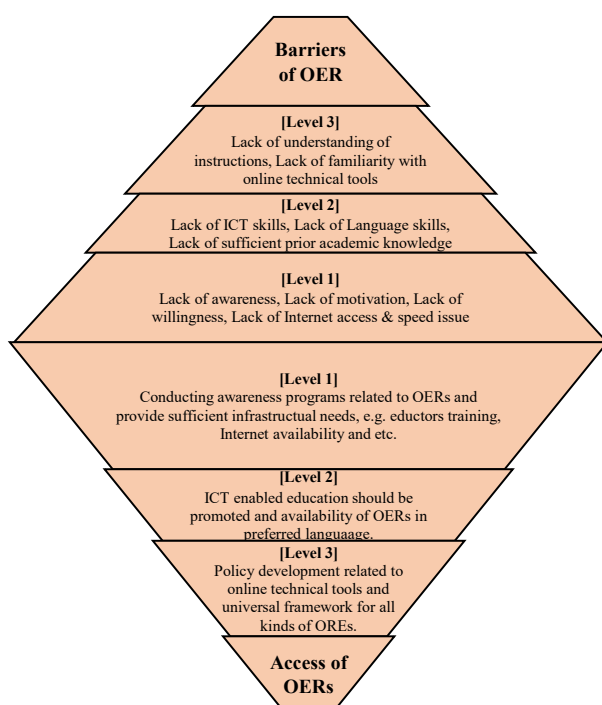 Barriers
of OER
[Level 3]
Lack of understanding of
instructions, Lack of familiarity with
online technical tools
[Level 2]
Lack of ICT skills, Lack of Language skills,
Lack of sufficient prior academic knowledge
[Level 1]
Lack of awareness, Lack of motivation, Lack of
willingness, Lack of Internet access & speed issue
[Level 1]
Conducting awareness programs related to OERs and
provide sufficient infrastructual needs, e.g. eductors training,
Internet availability and etc.
[Level 2]
ICT enabled education should be
promoted and availability of OERs in
preferred languaage.
[Level 3]
Policy development related to
online technical tools and
universal framework for all
kinds of OREs.
Access of
OERs